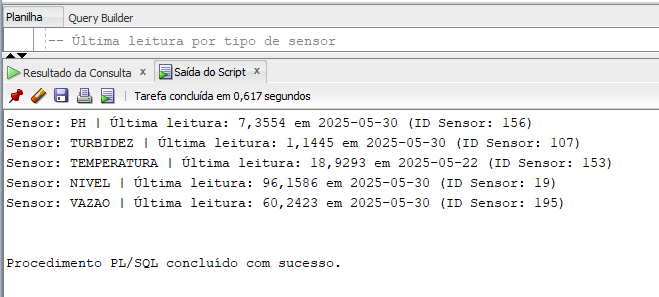 Planilha Query Builder
-- Última leitura por tipo de sensor
Resultado da Consulta x Saída do Script x
Tarefa concluída em 0,617 segundos
Sensor: PH | Última leitura: 7,3554 em 2025-05-30 (ID Sensor: 156)
Sensor: TURBIDEZ | Última leitura: 1,1445 em 2025-05-30 (ID Sensor: 107)
Sensor: TEMPERATURA | Última leitura: 18,9293 em 2025-05-22 (ID Sensor: 153)
Sensor: NIVEL | Última leitura: 96,1586 em 2025-05-30 (ID Sensor: 19)
Sensor: VAZAO | Última leitura: 60,2423 em 2025-05-30 (ID Sensor: 195)
Procedimento PL/SQL concluído com sucesso.